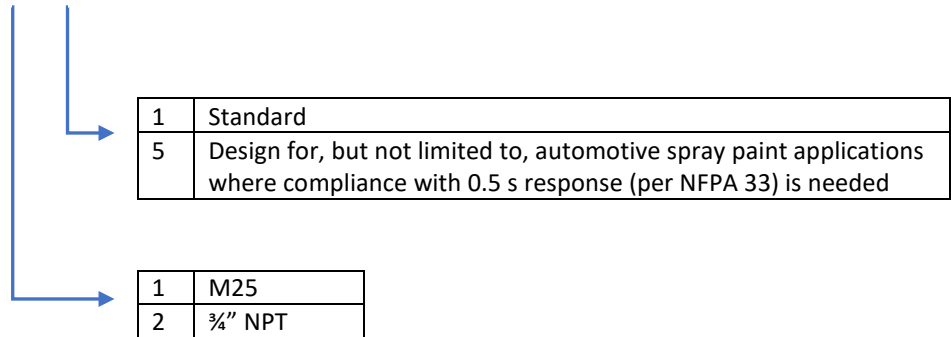 1 Standard
5 Design for, but not limited to, automotive spray paint applications
where compliance with 0.5 s response (per NFPA 33) is needed
1 M25
2 ¾” NPT